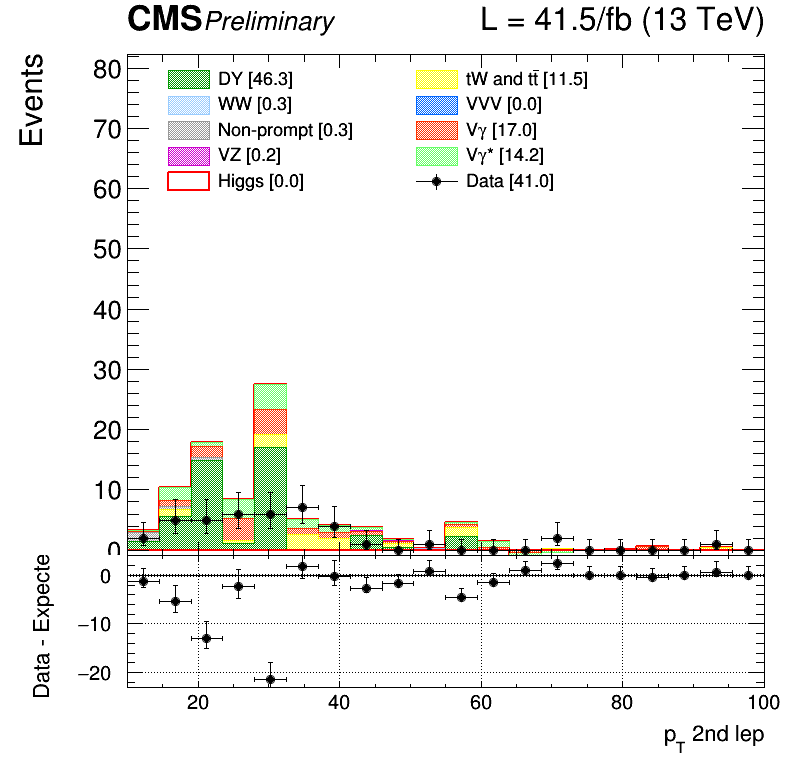 CMS Preliminary L = 41.5/fb (13 TeV)
Events
80
70
60
50
40
30
20
10
0
DY [46.3]
WW [0.3]
Non-prompt [0.3]
VZ [0.2]
Higgs [0.0]
tW and tt̄ [11.5]
VVV [0.0]
Vγ [17.0]
Vγ* [14.2]
Data [41.0]
Data - Expecte
0
−10
−20
20 40 60 80 100
pT 2nd lep